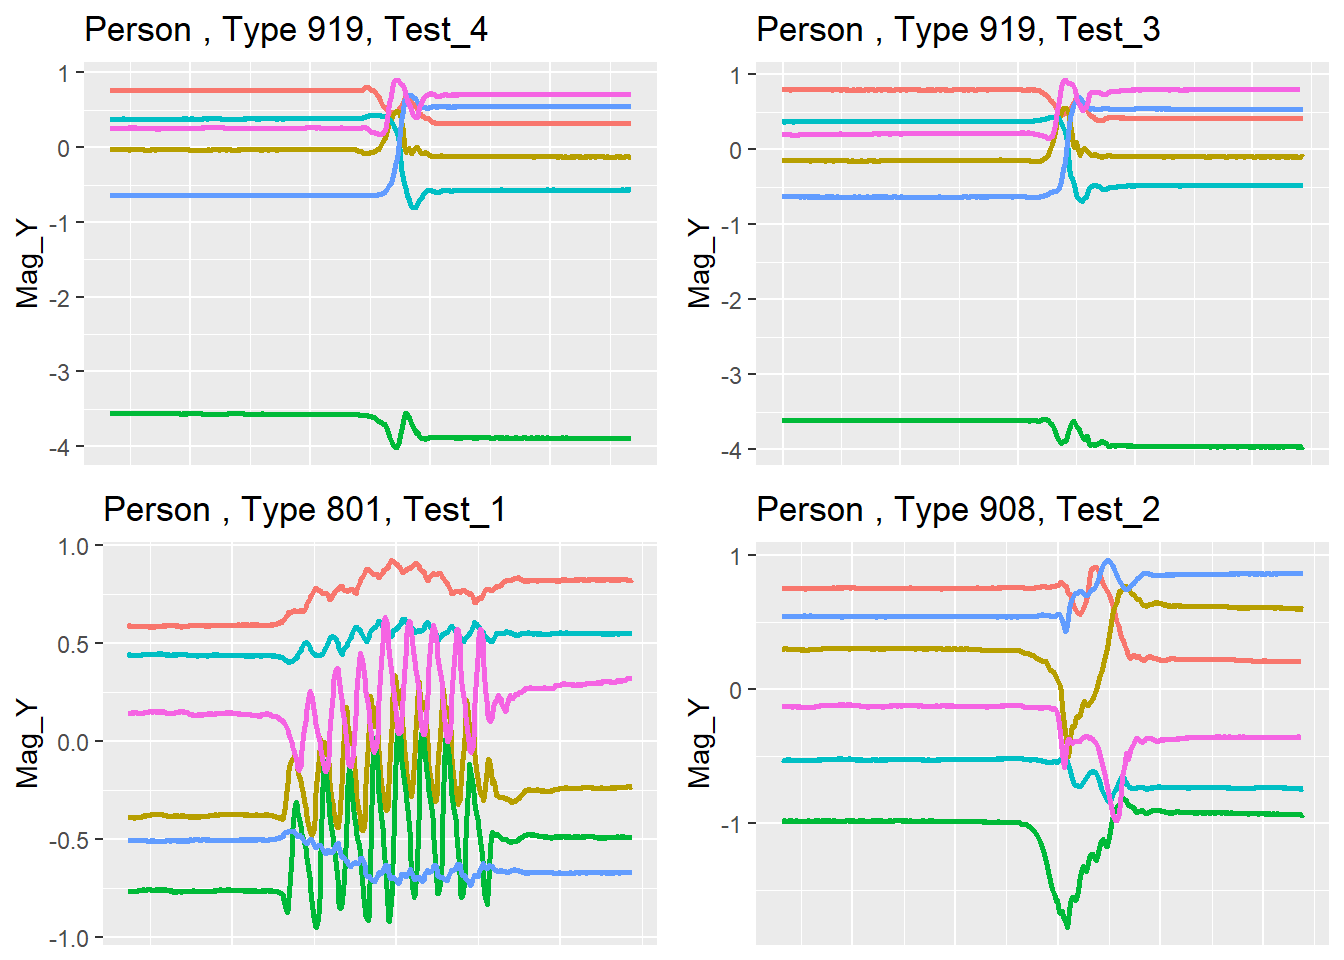 Person , Type 919, Test_4
1
0
-1
-2
-3
-4
Mag_Y
Person , Type 919, Test_3
1
0
-1
-2
-3
-4
Mag_Y
Person , Type 801, Test_1
1.0
0.5
0.0
-0.5
-1.0
Mag_Y
Person , Type 908, Test_2
1
0
-1
Mag_Y